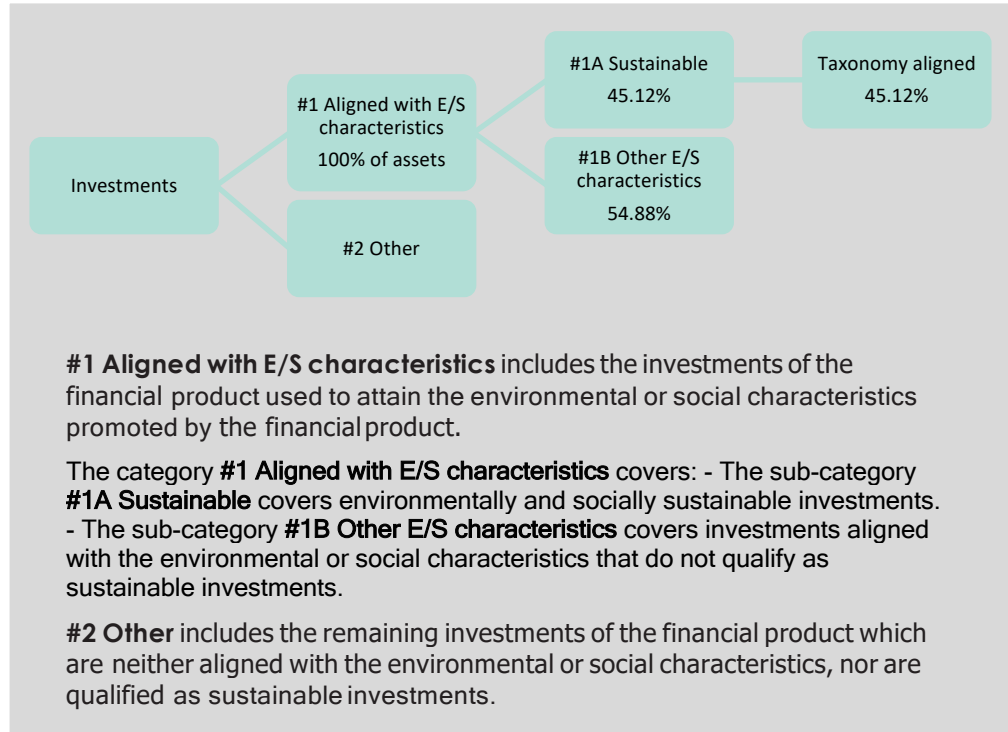 Investments
#1 Aligned with E/S
characteristics
100% of assets
#2 Other
#1A Sustainable
45.12%
#1B Other E/S
characteristics
54.88%
Taxonomy aligned
45.12%
#1 Aligned with E/S characteristics includes the investments of the
financial product used to attain the environmental or social characteristics
promoted by the financial product.
The category #1 Aligned with E/S characteristics covers: - The sub-category
#1A Sustainable covers environmentally and socially sustainable investments.
- The sub-category #1B Other E/S characteristics covers investments aligned
with the environmental or social characteristics that do not qualify as
sustainable investments.
#2 Other includes the remaining investments of the financial product which
are neither aligned with the environmental or social characteristics, nor are
qualified as sustainable investments.